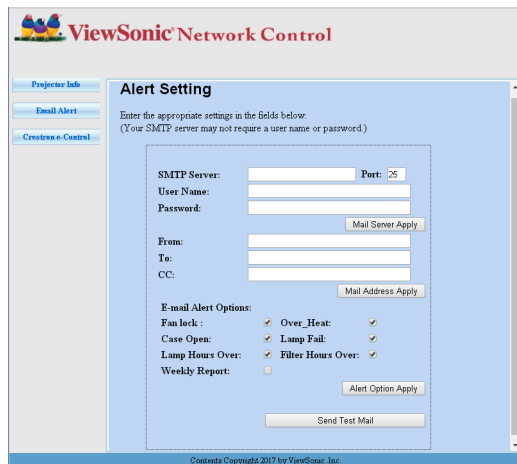 ViewSonic® Network Control
Projector Info
Email Alert
Crestron e-Control
Alert Setting
Enter the appropriate settings in the fields below:
(Your SMTP server may not require a user name or password.)
SMTP Server: Port: 25
User Name:
Password:
Mail Server Apply
From:
To:
CC:
Mail Address Apply
E-mail Alert Options:
Fan lock : Over_Heat:
Case Open: Lamp Fail:
Lamp Hours Over: Filter Hours Over:
Weekly Report:
Alert Option Apply
Send Test Mail
Contents Copyright 2017 by ViewSonic, Inc.